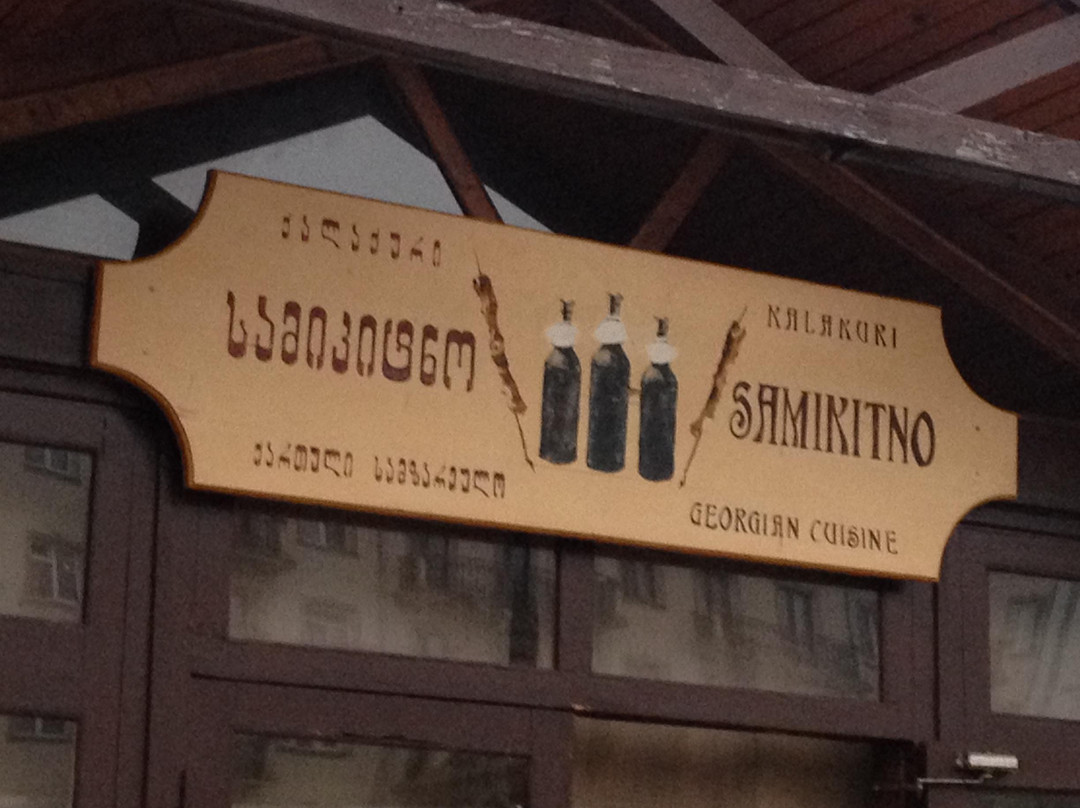 ქალაქური
სამიკიტნო
ქართული სამზარეულო
KALAKURI
SAMIKITNO
GEORGIAN CUISINE